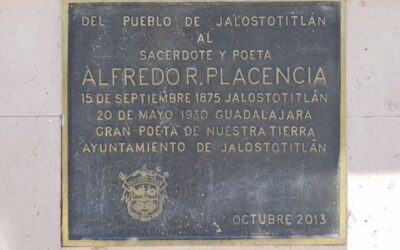 DEL PUEBLO DE JALOSTOTITLÁN
AL
SACERDOTE Y POETA
ALFREDO R. PLACENCIA
15 DE SEPTIEMBRE 1875 JALOSTOTITLÁN
20 DE MAYO 1930 GUADALAJARA
GRAN POETA DE NUESTRA TIERRA
AYUNTAMIENTO DE JALOSTOTITLÁN
OCTUBRE 2013